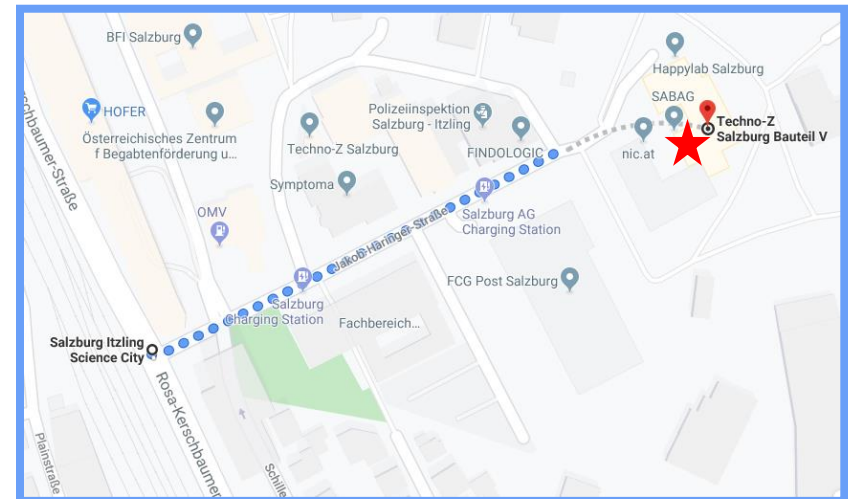 BFI Salzburg
HOFER
Österreichisches Zentrum
f Begabtenförderung u...
Polizeiinspektion
Salzburg - Itzling
Techno-Z Salzburg
FINDOLOGIC
Happylab Salzburg
SABAG
Techno-Z
Salzburg Bauteil V
nic.at
Symptoma
OMV
Salzburg AG
Charging Station
Jakob-Haringer-Straße
FCG Post Salzburg
Salzburg
Charging Station
Fachbereich...
Salzburg Itzling
Science City
rschbaumer-Straße
Rosa-Kerschbaumer
Plainstraße
Schille